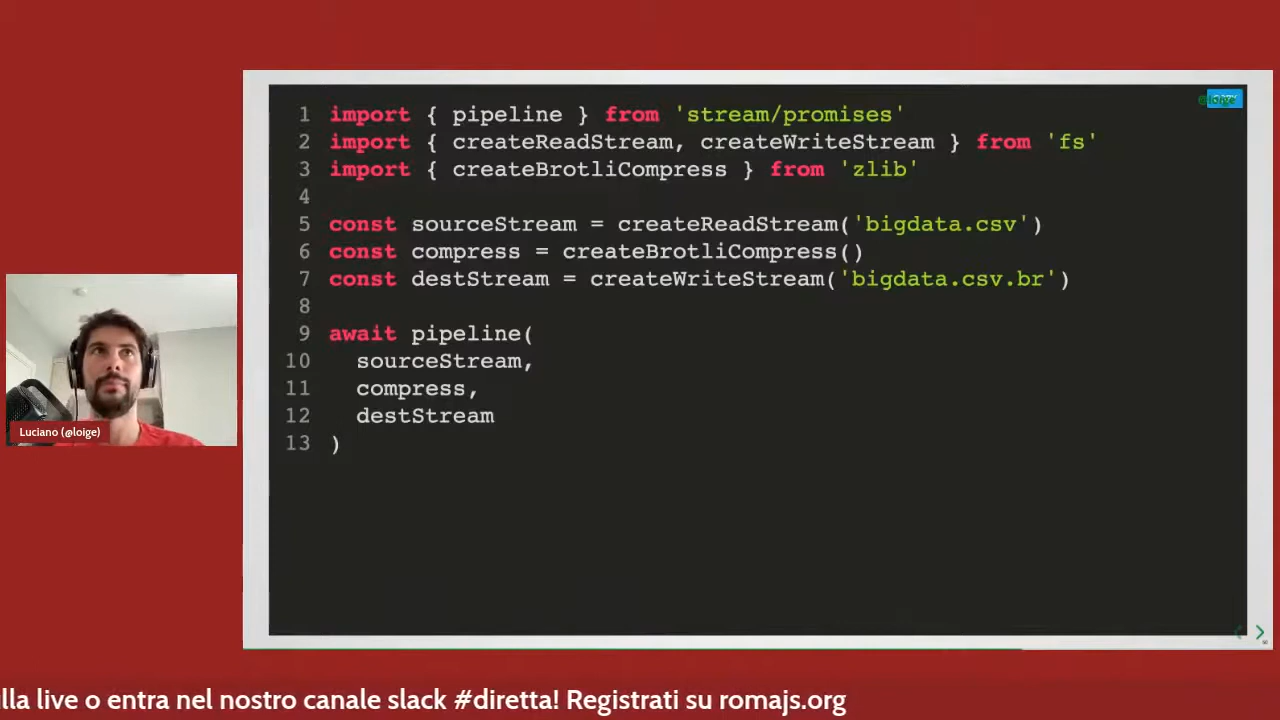 @loige
1 import { pipeline } from 'stream/promises'
2 import { createReadStream, createWriteStream } from 'fs'
3 import { createBrotliCompress } from 'zlib'
4
5 const sourceStream = createReadStream('bigdata.csv')
6 const compress = createBrotliCompress()
7 const destStream = createWriteStream('bigdata.csv.br')
8
9 await pipeline(
10 sourceStream,
11 compress,
12 destStream
13 )
Luciano (@loige)
lla live o entra nel nostro canale slack #diretta! Registrati su romajs.org